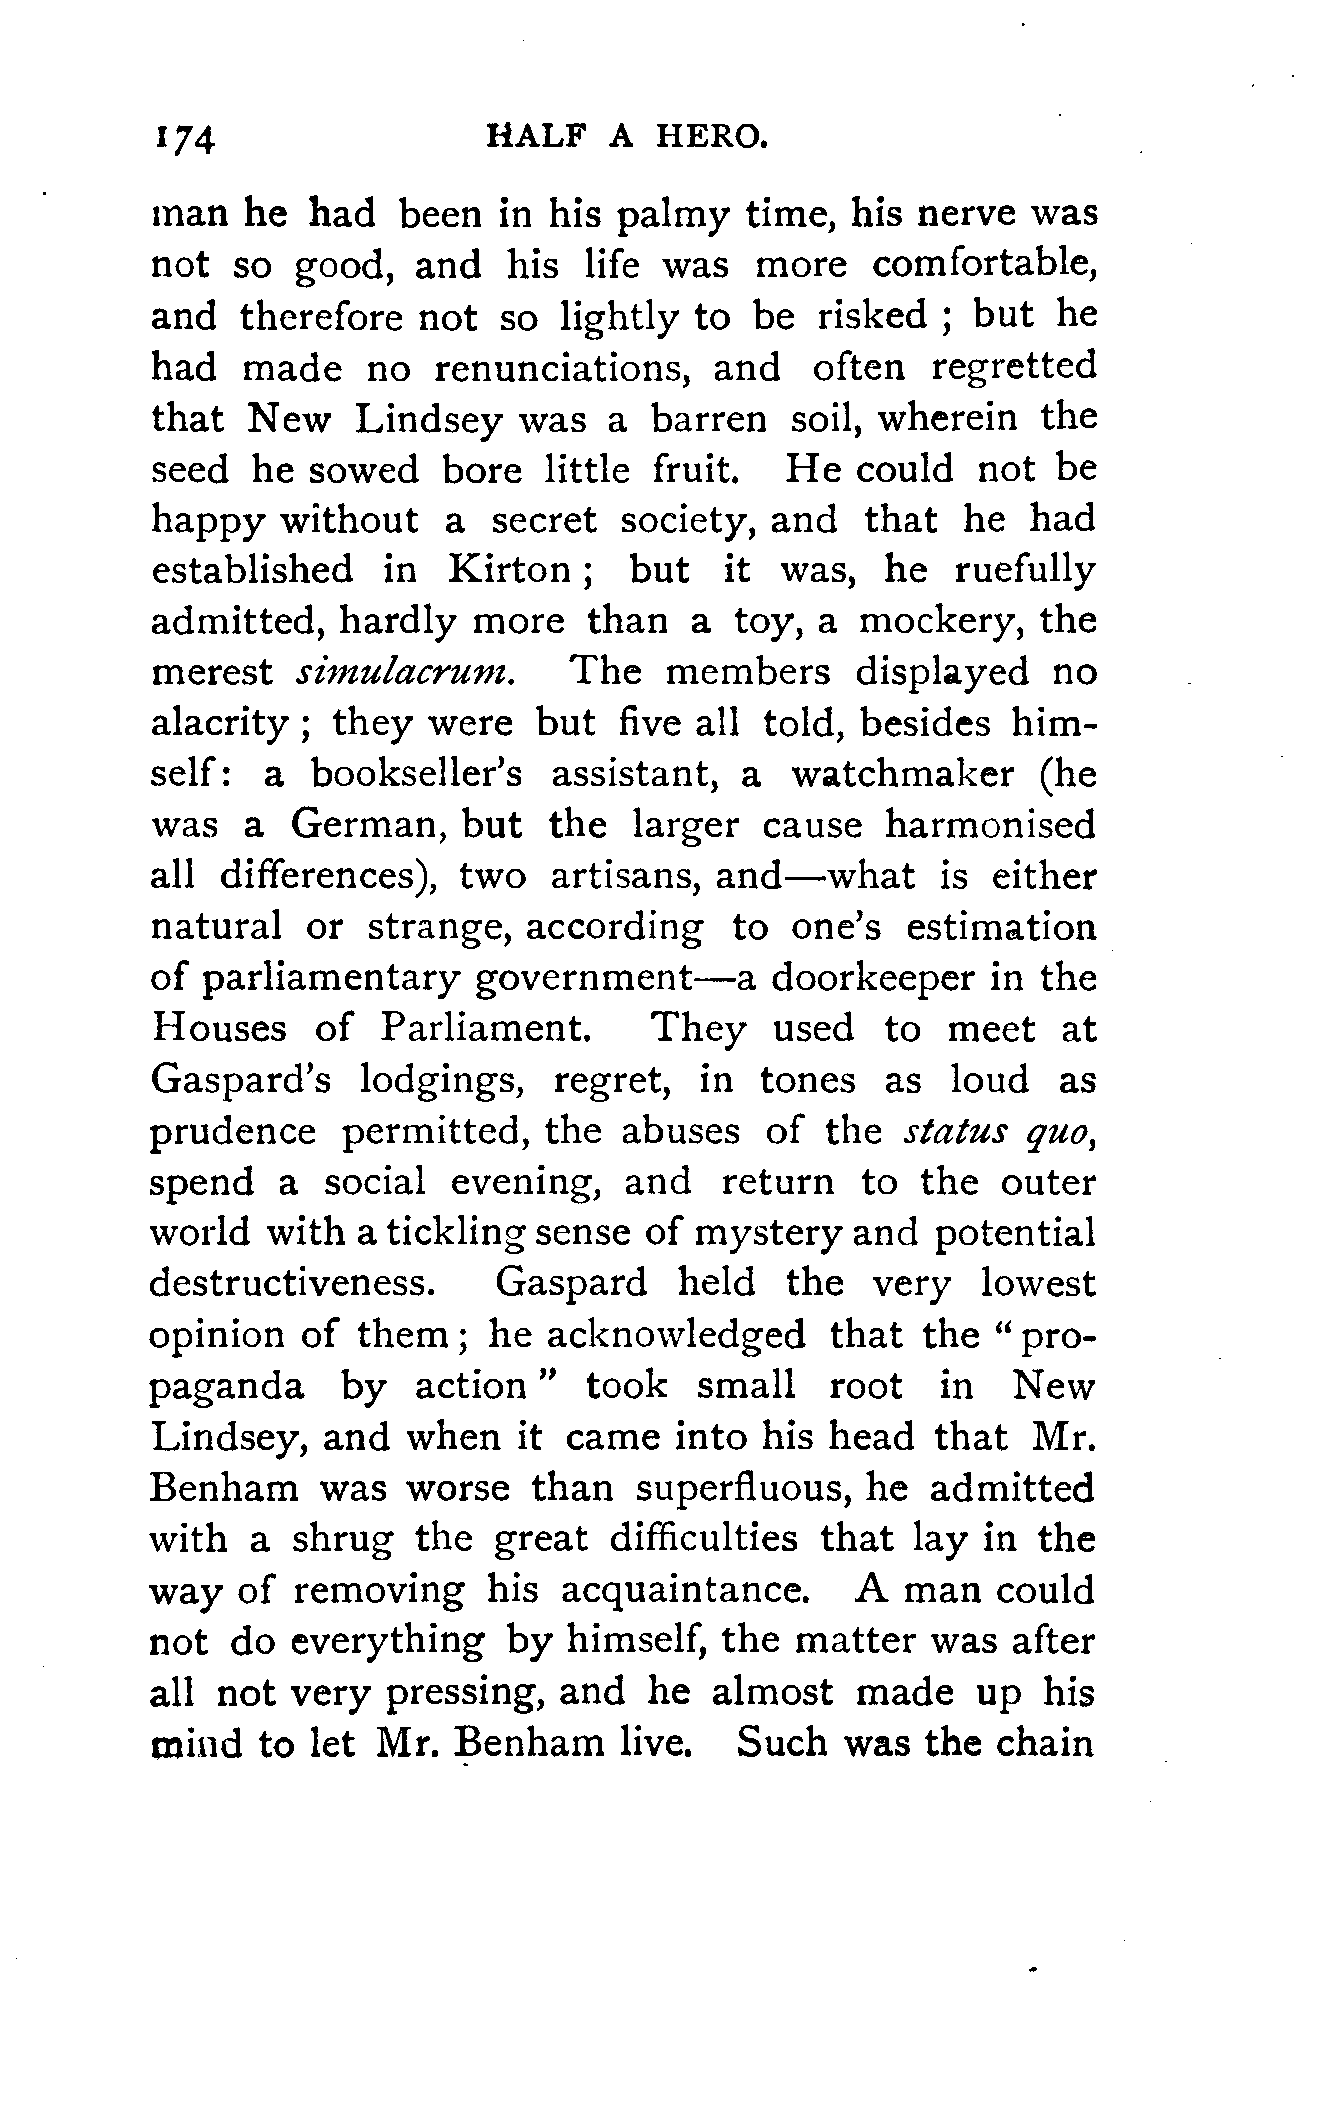 174 HALF A HERO.
man he had been in his palmy time, his nerve was
not so good, and his life was more comfortable,
and therefore not so lightly to be risked ; but he
had made no renunciations, and often regretted
that New Lindsey was a barren soil, wherein the
seed he sowed bore little fruit. He could not be
happy without a secret society, and that he had
established in Kirton ; but it was, he ruefully
admitted, hardly more than a toy, a mockery, the
merest simulacrum. The members displayed no
alacrity ; they were but five all told, besides him-
self: a bookseller's assistant, a watchmaker (he
was a German, but the larger cause harmonised
all differences), two artisans, and—what is either
natural or strange, according to one's estimation
of parliamentary government—a doorkeeper in the
Houses of Parliament. They used to meet at
Gaspard's lodgings, regret, in tones as loud as
prudence permitted, the abuses of the status quo,
spend a social evening, and return to the outer
world with a tickling sense of mystery and potential
destructiveness. Gaspard held the very lowest
opinion of them ; he acknowledged that the " pro-
paganda by action " took small root in New
Lindsey, and when it came into his head that Mr.
Benham was worse than superfluous, he admitted
with a shrug the great difficulties that lay in the
way of removing his acquaintance. A man could
not do everything by himself, the matter was after
all not very pressing, and he almost made up his
mind to let Mr. Benham live. Such was the chain